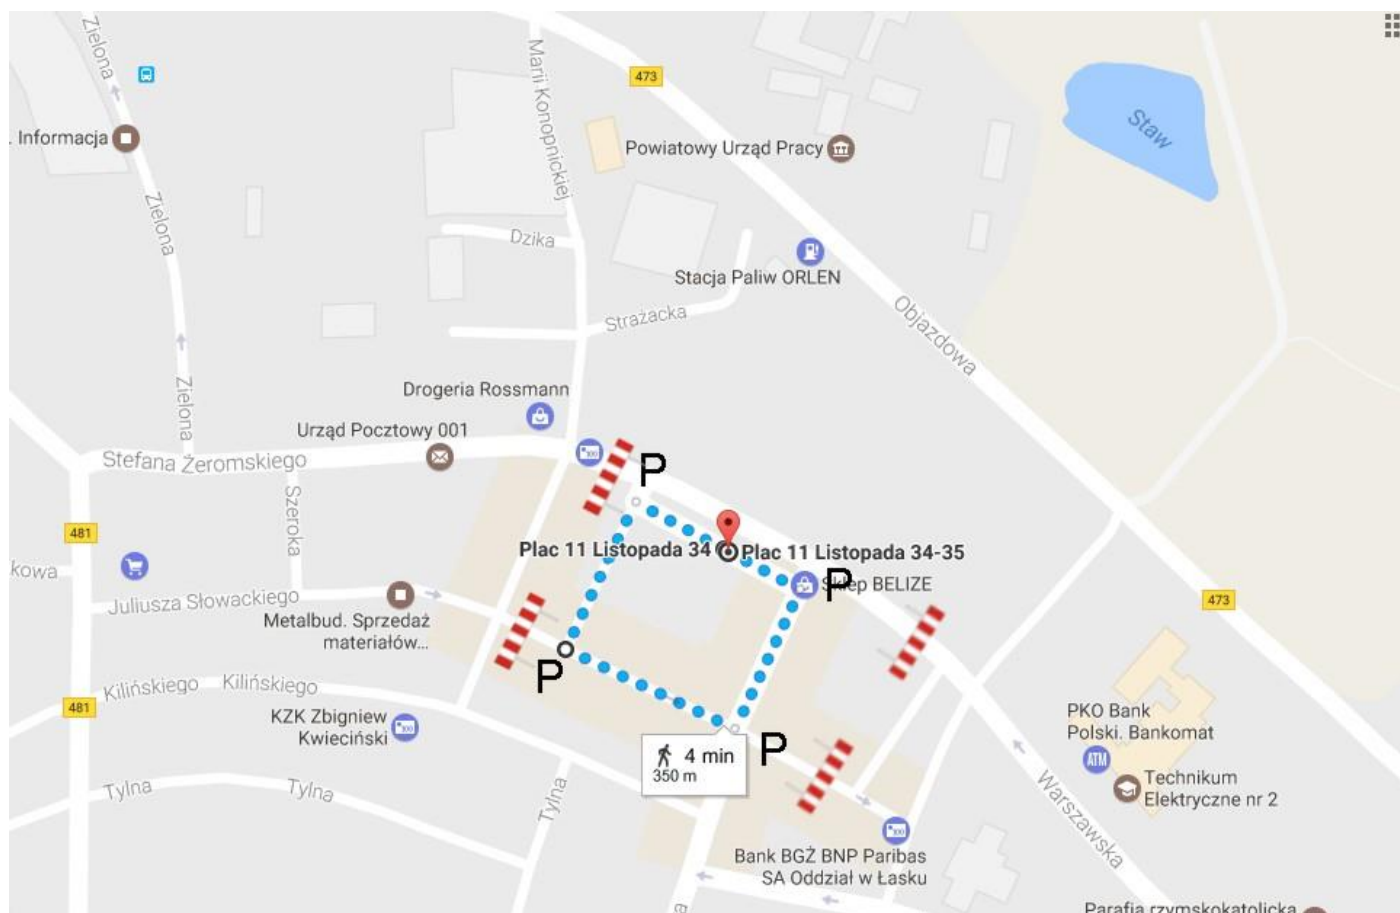 Zielona
473
Marii Konopnickiej
. Informacja
Powiatowy Urząd Pracy
Staw
Zielona
Dzika
Stacja Paliw ORLEN
Strażacka
Objazdowa
Zielona
Drogeria Rossmann
Urząd Pocztowy 001
Stefana Żeromskiego
P
Szeroka
481
Plac 11 Listopada 34
Plac 11 Listopada 34-35
kowa
P
Sklep BELIZE
Juliusza Słowackiego
473
Metalbud. Sprzedaż
materiałów...
P
Kilińskiego
Kilińskiego
481
KZK Zbigniew
Kwieciński
PKO Bank
Polski. Bankomat
P
4 min
350 m
ATM
Technikum
Elektryczne nr 2
Tylna
Tylna
Tylna
Warszawska
Bank BGŻ BNP Paribas
SA Oddział w Łasku
Parafia rzymskokatolicka